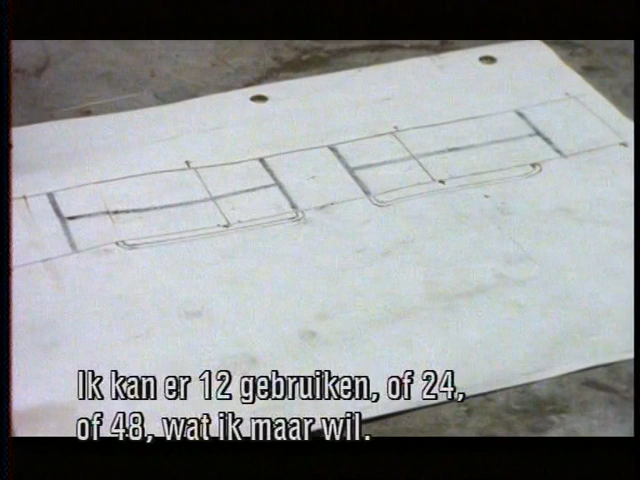 Ik kan er 12 gebruiken, of 24,
of 48, wat ik maar wil.